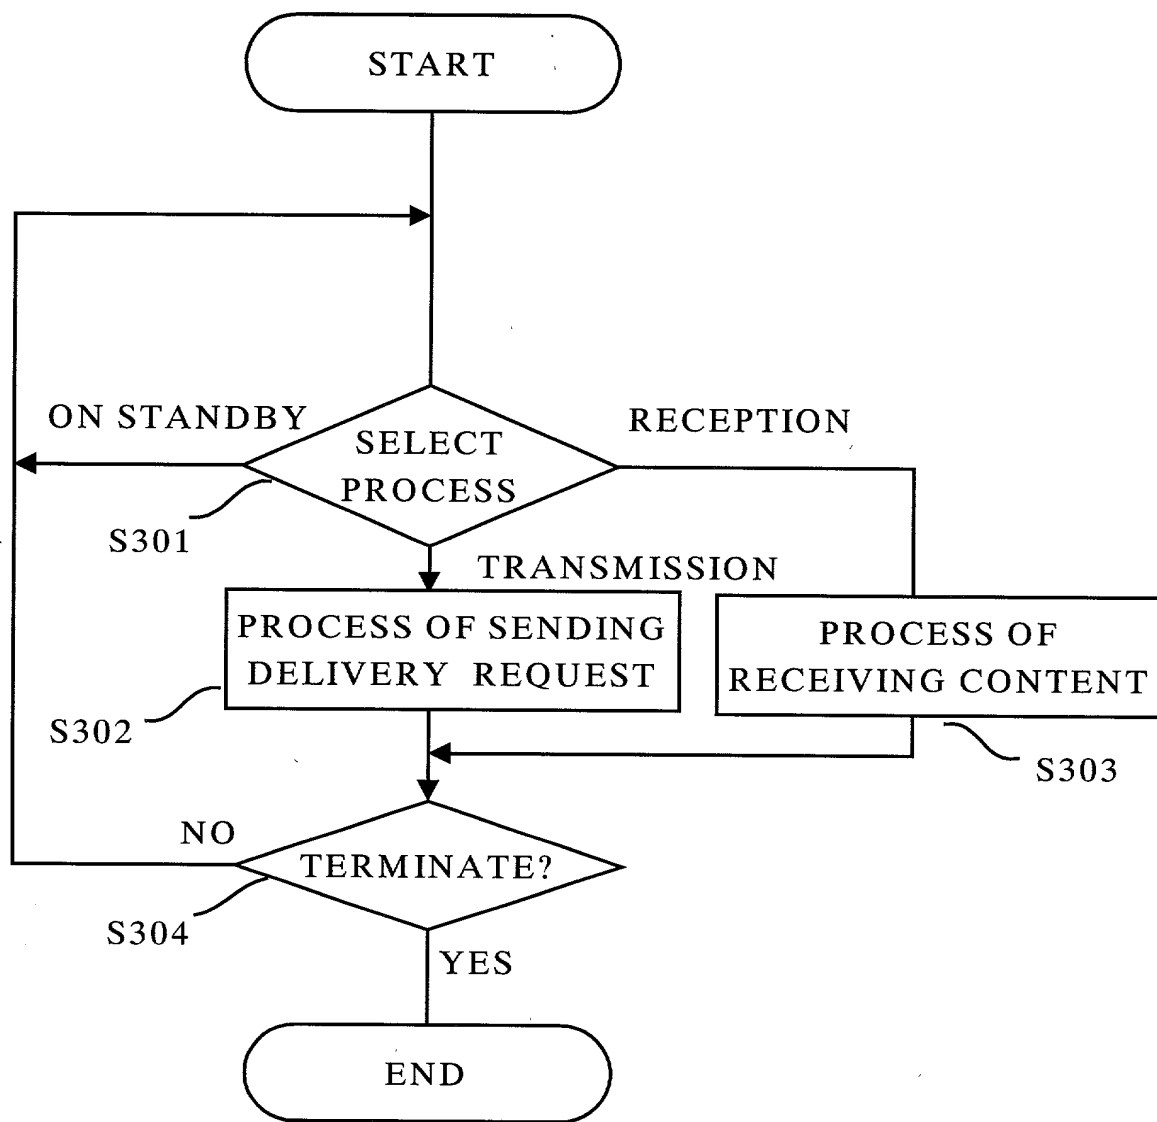 START
ON STANDBY
RECEPTION
SELECT
PROCESS
S301
TRANSMISSION
PROCESS OF SENDING
DELIVERY REQUEST
PROCESS OF
RECEIVING CONTENT
S302
S303
NO
TERMINATE?
S304
YES
END